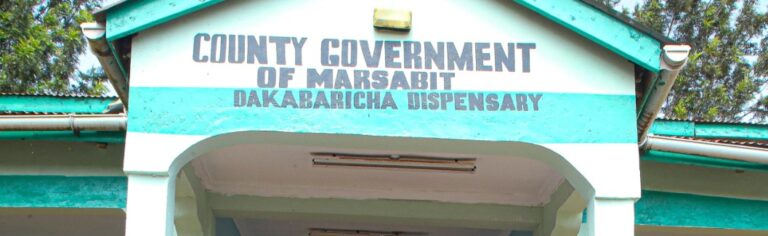 COUNTY GOVERNMENT
OF MARSABIT
DAKABARICHA DISPENSARY